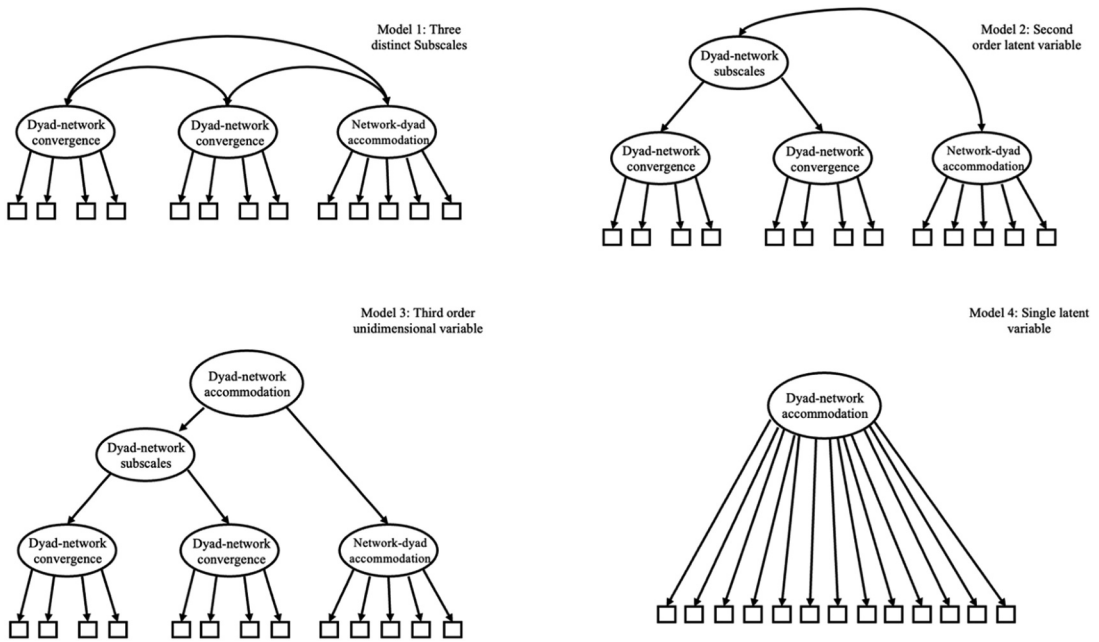 Model 1: Three
distinct Subscales
Dyad-network
convergence
Dyad-network
convergence
Network-dyad
accommodation
Model 2: Second
order latent variable
Dyad-network
subscales
Dyad-network
convergence
Dyad-network
convergence
Network-dyad
accommodation
Model 3: Third order
unidimensional variable
Dyad-network
accommodation
Dyad-network
subscales
Dyad-network
convergence
Dyad-network
convergence
Network-dyad
accommodation
Model 4: Single latent
variable
Dyad-network
accommodation